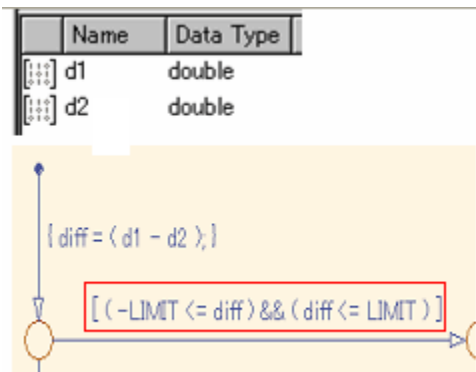 Name Data Type
d1 double
d2 double
{diff = ( d1 - d2 );}
[ ( -LIMIT <= diff ) && ( diff <= LIMIT ) ]